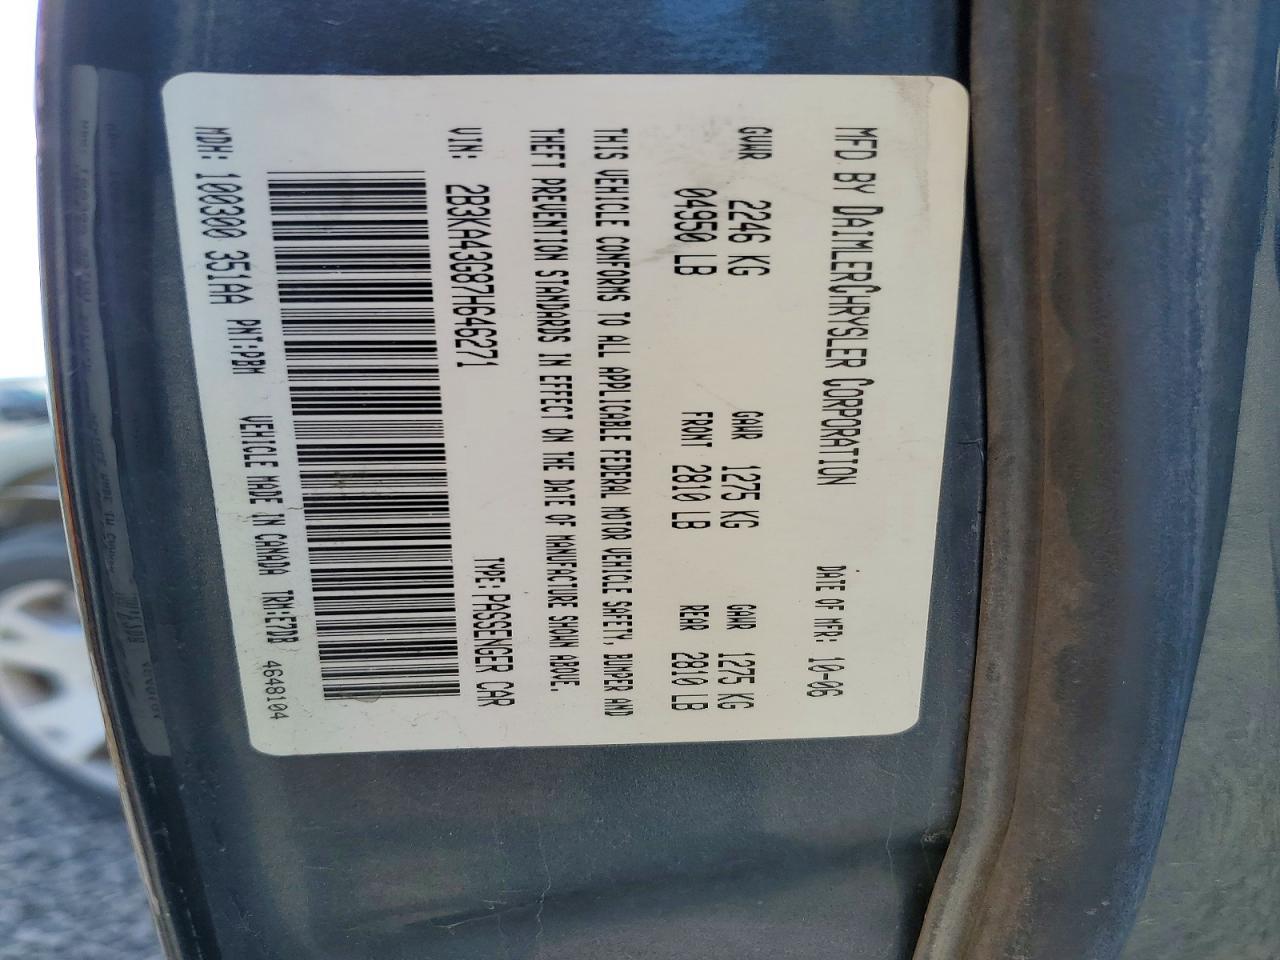 MFD BY DAIMLERCHRYSLER CORPORATION DATE OF MFR: 10-06
GVWR 2246 KG GAWR 1275 KG GAWR 1275 KG
04950 LB FRONT 2810 LB REAR 2810 LB
THIS VEHICLE CONFORMS TO ALL APPLICABLE FEDERAL MOTOR VEHICLE SAFETY, BUMPER AND
THEFT PREVENTION STANDARDS IN EFFECT ON THE DATE OF MANUFACTURE SHOWN ABOVE.
VIN: 2B3KA43G87H646271 TYPE: PASSENGER CAR
MDH: 100300 351AA PNT:PBM VEHICLE MADE IN CANADA TRM:E7DB 4648104